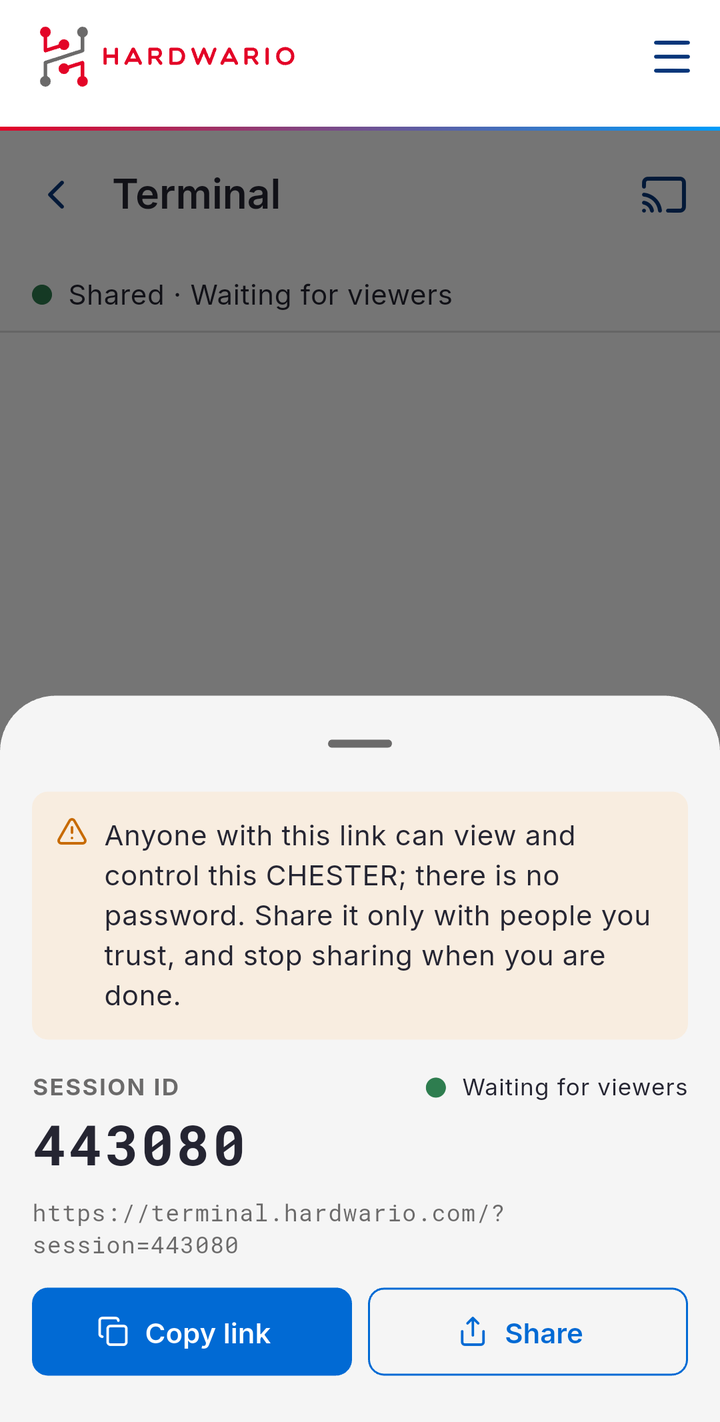 HARDWARIO
Terminal
Shared · Waiting for viewers
Anyone with this link can view and
control this CHESTER; there is no
password. Share it only with people you
trust, and stop sharing when you are
done.
SESSION ID
Waiting for viewers
443080
https://terminal.hardwario.com/?
session=443080
Copy link
Share